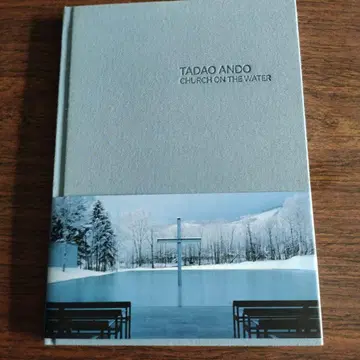 TADAO ANDO
CHURCH ON THE WATER